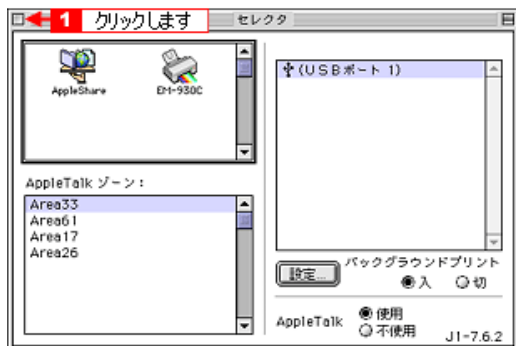 1 クリックします
セレクタ
AppleShare
EM-930C
AppleTalk ゾーン：
Area33
Area61
Area17
Area26
(USBポート 1)
設定...
バックグラウンドプリント
入 切
AppleTalk
使用
不使用
J1-7.6.2